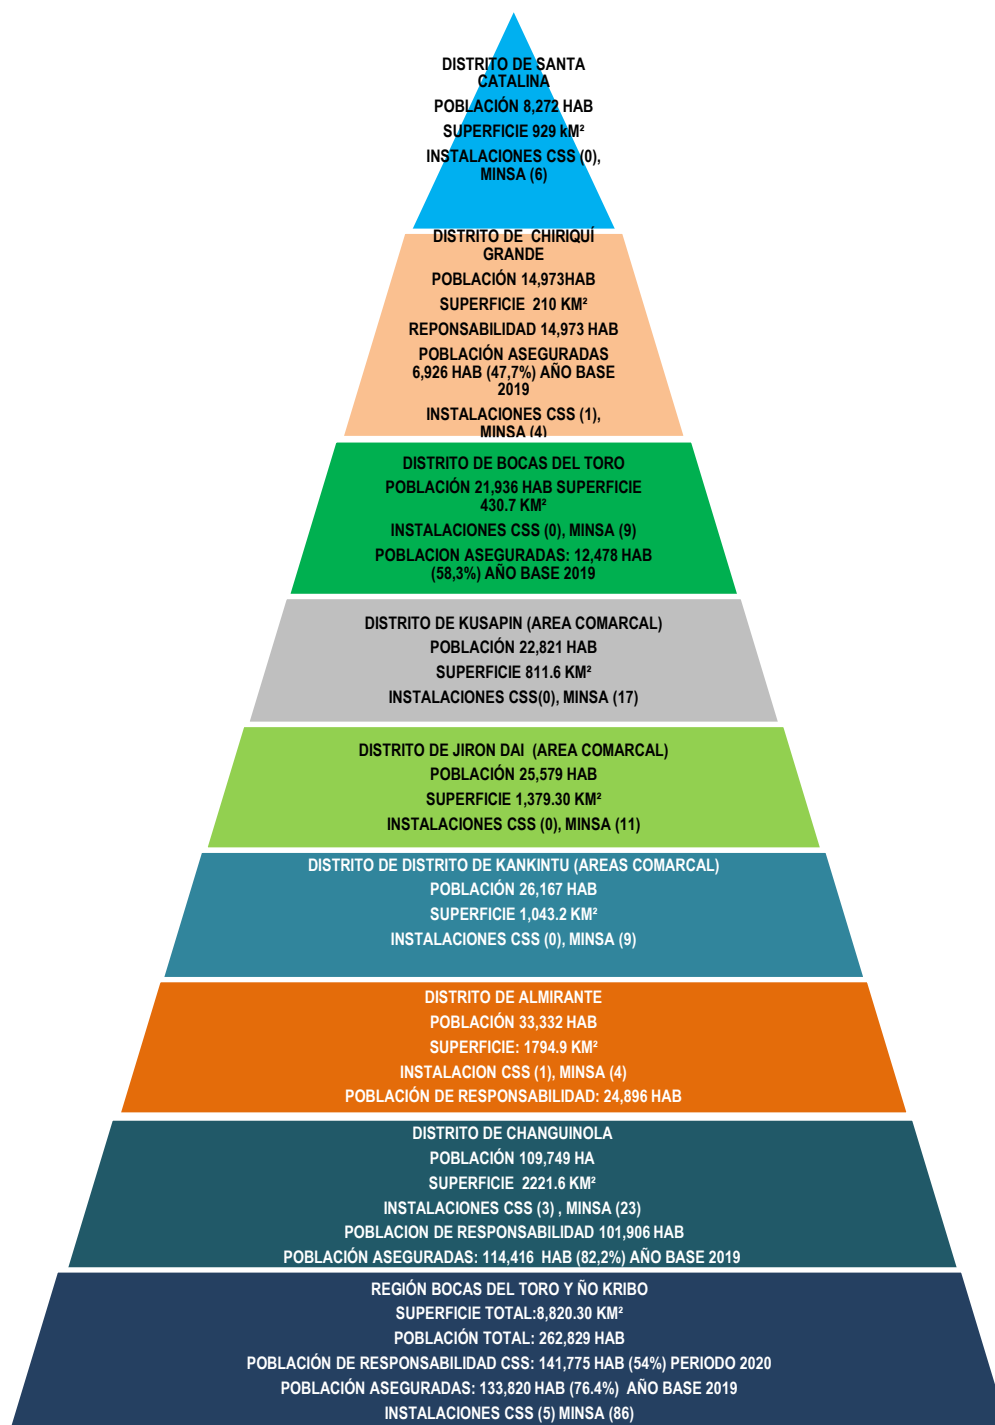 DISTRITO DE SANTA
CATALINA
POBLACIÓN 8,272 HAB
SUPERFICIE 929 kM²
INSTALACIONES CSS (0),
MINSA (6)
DISTRITO DE CHIRIQUÍ
GRANDE
POBLACIÓN 14,973HAB
SUPERFICIE 210 KM²
REPONSABILIDAD 14,973 HAB
POBLACIÓN ASEGURADAS
6,926 HAB (47,7%) AÑO BASE
2019
INSTALACIONES CSS (1),
MINSA (4)
DISTRITO DE BOCAS DEL TORO
POBLACIÓN 21,936 HAB SUPERFICIE
430.7 KM²
INSTALACIONES CSS (0), MINSA (9)
POBLACION ASEGURADAS: 12,478 HAB
(58,3%) AÑO BASE 2019
DISTRITO DE KUSAPIN (AREA COMARCAL)
POBLACIÓN 22,821 HAB
SUPERFICIE 811.6 KM²
INSTALACIONES CSS(0), MINSA (17)
DISTRITO DE JIRON DAI (AREA COMARCAL)
POBLACIÓN 25,579 HAB
SUPERFICIE 1,379.30 KM²
INSTALACIONES CSS (0), MINSA (11)
DISTRITO DE DISTRITO DE KANKINTU (AREAS COMARCAL)
POBLACIÓN 26,167 HAB
SUPERFICIE 1,043.2 KM²
INSTALACIONES CSS (0), MINSA (9)
DISTRITO DE ALMIRANTE
POBLACIÓN 33,332 HAB
SUPERFICIE: 1794.9 KM²
INSTALACION CSS (1), MINSA (4)
POBLACIÓN DE RESPONSABILIDAD: 24,896 HAB
DISTRITO DE CHANGUINOLA
POBLACIÓN 109,749 HA
SUPERFICIE 2221.6 KM²
INSTALACIONES CSS (3) , MINSA (23)
POBLACION DE RESPONSABILIDAD 101,906 HAB
POBLACIÓN ASEGURADAS: 114,416 HAB (82,2%) AÑO BASE 2019
REGIÓN BOCAS DEL TORO Y ÑO KRIBO
SUPERFICIE TOTAL:8,820.30 KM²
POBLACIÓN TOTAL: 262,829 HAB
POBLACIÓN DE RESPONSABILIDAD CSS: 141,775 HAB (54%) PERIODO 2020
POBLACIÓN ASEGURADAS: 133,820 HAB (76.4%) AÑO BASE 2019
INSTALACIONES CSS (5) MINSA (86)